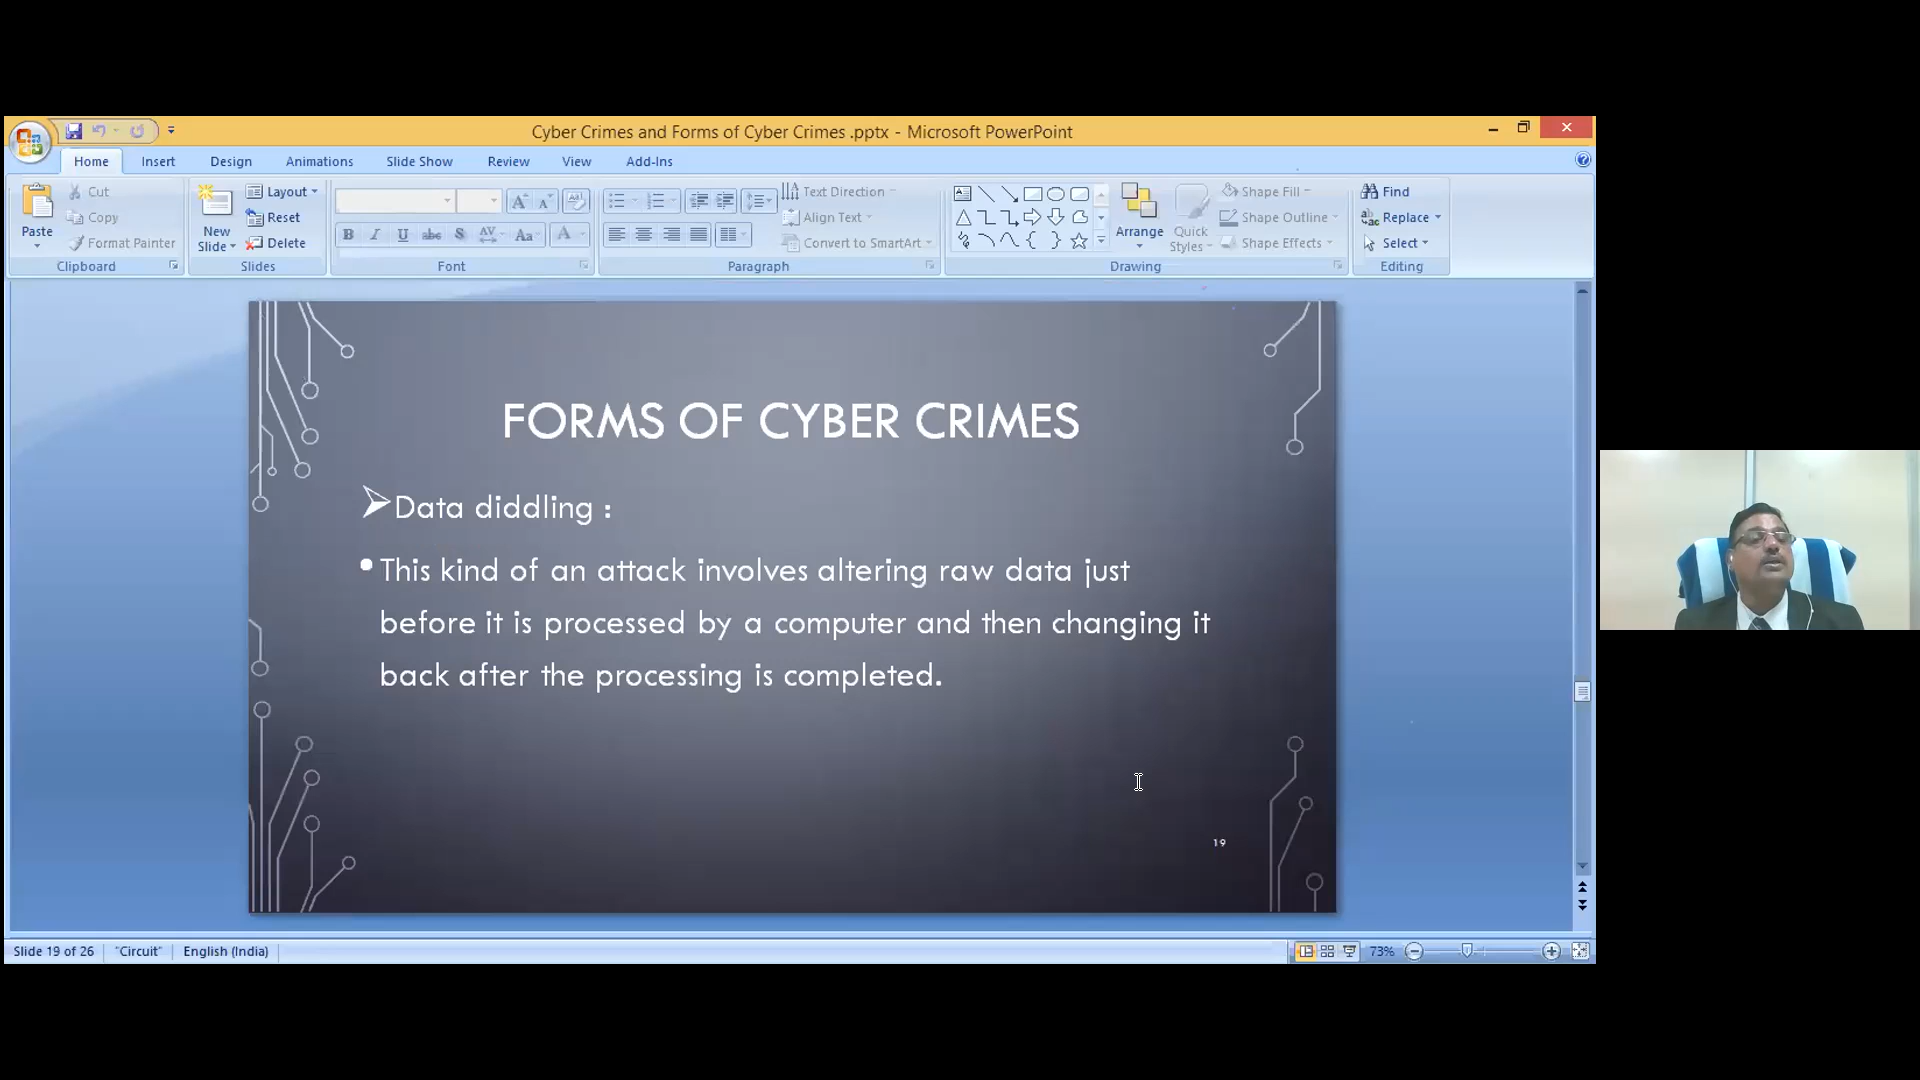 Cyber Crimes and Forms of Cyber Crimes .pptx - Microsoft PowerPoint
Home Insert Design Animations Slide Show Review View Add-Ins
Paste
Cut
Copy
Format Painter
Clipboard
New
Slide
Layout
Reset
Delete
Slides
B I U abc S AV Aa A
Font
Text Direction
Align Text
Convert to SmartArt
Paragraph
Arrange
Quick
Styles
Shape Fill
Shape Outline
Shape Effects
Drawing
Find
Replace
Select
Editing
FORMS OF CYBER CRIMES
Data diddling :
This kind of an attack involves altering raw data just
before it is processed by a computer and then changing it
back after the processing is completed.
19
Slide 19 of 26 "Circuit" English (India) 73%